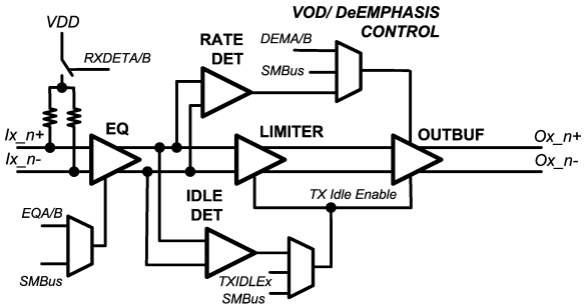 VOD/ DeEMPHASIS
CONTROL
VDD
RATE
DET
DEMA/B
RXDETA/B
SMBus
Ix_n+
EQ
LIMITER
OUTBUF
Ox_n+
Ix_n-
Ox_n-
IDLE
DET
TX Idle Enable
EQA/B
SMBus
TXIDLEx
SMBus